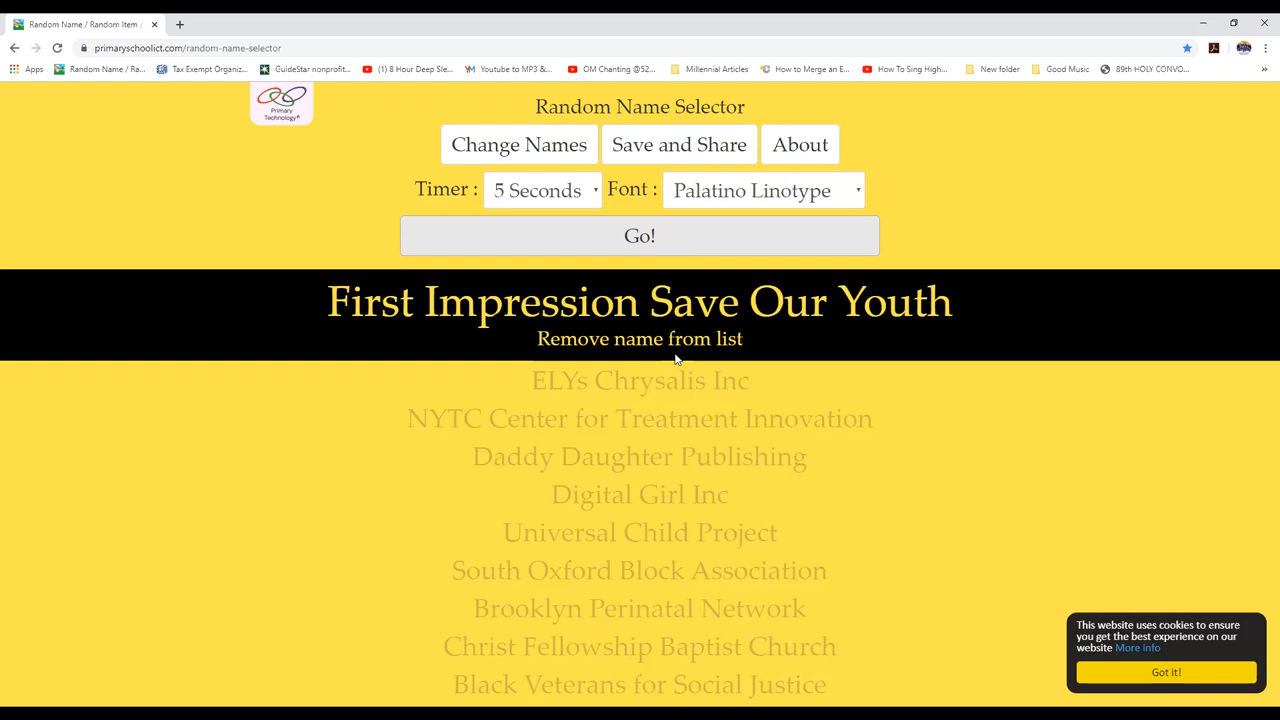 Random Name / Random Item /
primaryschoolict.com/random-name-selector
Apps
Random Name / Ra...
Tax Exempt Organiz...
GuideStar nonprofit...
(1) 8 Hour Deep Sle...
Youtube to MP3 &...
OM Chanting @52...
Millennial Articles
How to Merge an E...
How To Sing High...
New folder
Good Music
89th HOLY CONVO...
»
Primary
Technology®
Random Name Selector
Change Names
Save and Share
About
Timer :
5 Seconds
Font :
Palatino Linotype
Go!
First Impression Save Our Youth
Remove name from list
ELYs Chrysalis Inc
NYTC Center for Treatment Innovation
Daddy Daughter Publishing
Digital Girl Inc
Universal Child Project
South Oxford Block Association
Brooklyn Perinatal Network
Christ Fellowship Baptist Church
Black Veterans for Social Justice
This website uses cookies to ensure
you get the best experience on our
website More info
Got it!